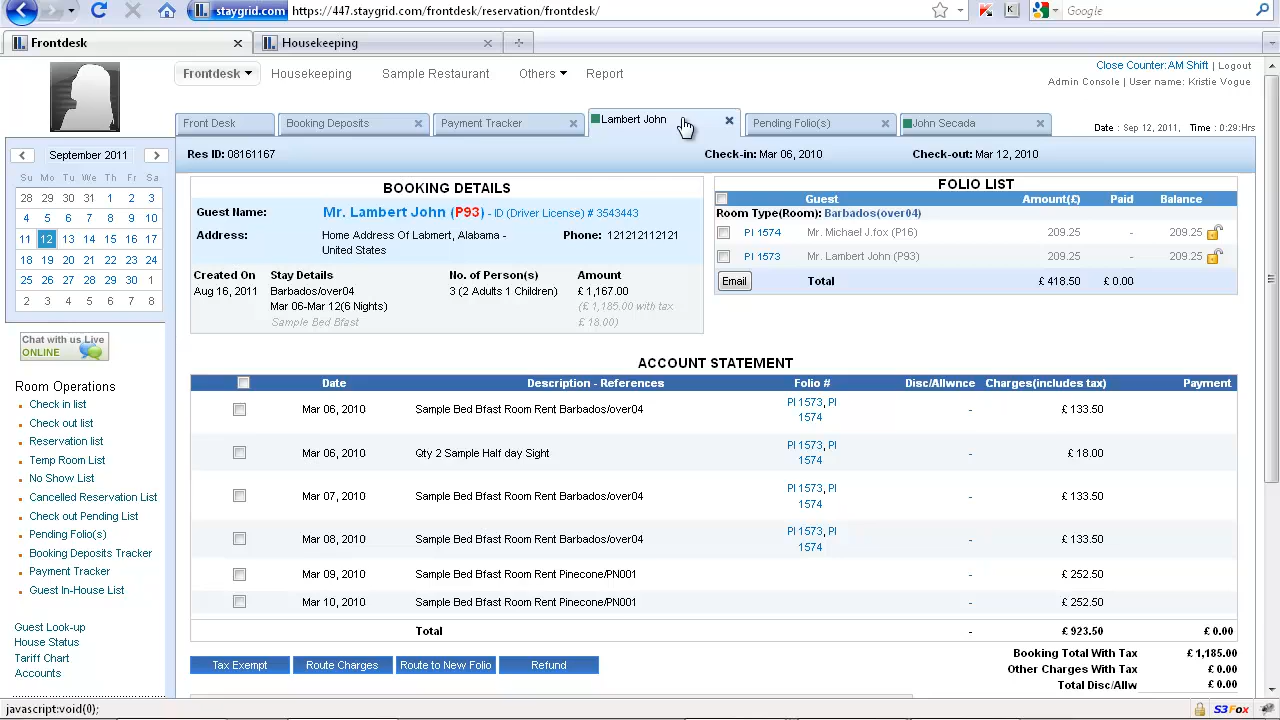 staygrid.com https://447.staygrid.com/frontdesk/reservation/frontdesk/ Google
Frontdesk Housekeeping
Frontdesk Housekeeping Sample Restaurant Others Report
Close Counter:AM Shift | Logout
Admin Console | User name: Kristie Vogue
Front Desk Booking Deposits Payment Tracker Lambert John Pending Folio(s) John Secada
Date : Sep 12, 2011, Time : 0:29:Hrs
Res ID: 08161167 Check-in: Mar 06, 2010 Check-out: Mar 12, 2010
September 2011
Su Mo Tu We Th Fr Sa
28 29 30 31 1 2 3
4 5 6 7 8 9 10
11 12 13 14 15 16 17
18 19 20 21 22 23 24
25 26 27 28 29 30 1
2 3 4 5 6 7 8
Chat with us Live
ONLINE
Room Operations
Check in list
Check out list
Reservation list
Temp Room List
No Show List
Cancelled Reservation List
Check out Pending List
Pending Folio(s)
Booking Deposits Tracker
Payment Tracker
Guest In-House List
Guest Look-up
House Status
Tariff Chart
Accounts
BOOKING DETAILS
Guest Name: Mr. Lambert John (P93) - ID (Driver License) # 3543443
Address: Home Address Of Labmert, Alabama - Phone: 121212112121
United States
Created On Stay Details No. of Person(s) Amount
Aug 16, 2011 Barbados/over04 3 (2 Adults 1 Children) £ 1,167.00
Mar 06-Mar 12(6 Nights) (£ 1,185.00 with tax
Sample Bed Bfast £ 18.00)
FOLIO LIST
Guest Amount(£) Paid Balance
Room Type(Room): Barbados(over04)
PI 1574 Mr. Michael J.fox (P16) 209.25 - 209.25
PI 1573 Mr. Lambert John (P93) 209.25 - 209.25
Email Total £ 418.50 £ 0.00
ACCOUNT STATEMENT
Date Description - References Folio # Disc/Allwnce Charges(includes tax) Payment
Mar 06, 2010 Sample Bed Bfast Room Rent Barbados/over04 PI 1573, PI - £ 133.50
1574
Mar 06, 2010 Qty 2 Sample Half day Sight PI 1573, PI - £ 18.00
1574
Mar 07, 2010 Sample Bed Bfast Room Rent Barbados/over04 PI 1573, PI - £ 133.50
1574
Mar 08, 2010 Sample Bed Bfast Room Rent Barbados/over04 PI 1573, PI - £ 133.50
1574
Mar 09, 2010 Sample Bed Bfast Room Rent Pinecone/PN001 - £ 252.50
Mar 10, 2010 Sample Bed Bfast Room Rent Pinecone/PN001 - £ 252.50
Total - £ 923.50 £ 0.00
Tax Exempt Route Charges Route to New Folio Refund
Booking Total With Tax £ 1,185.00
Other Charges With Tax £ 0.00
Total Disc/Allw £ 0.00
javascript:void(0); S3Fox